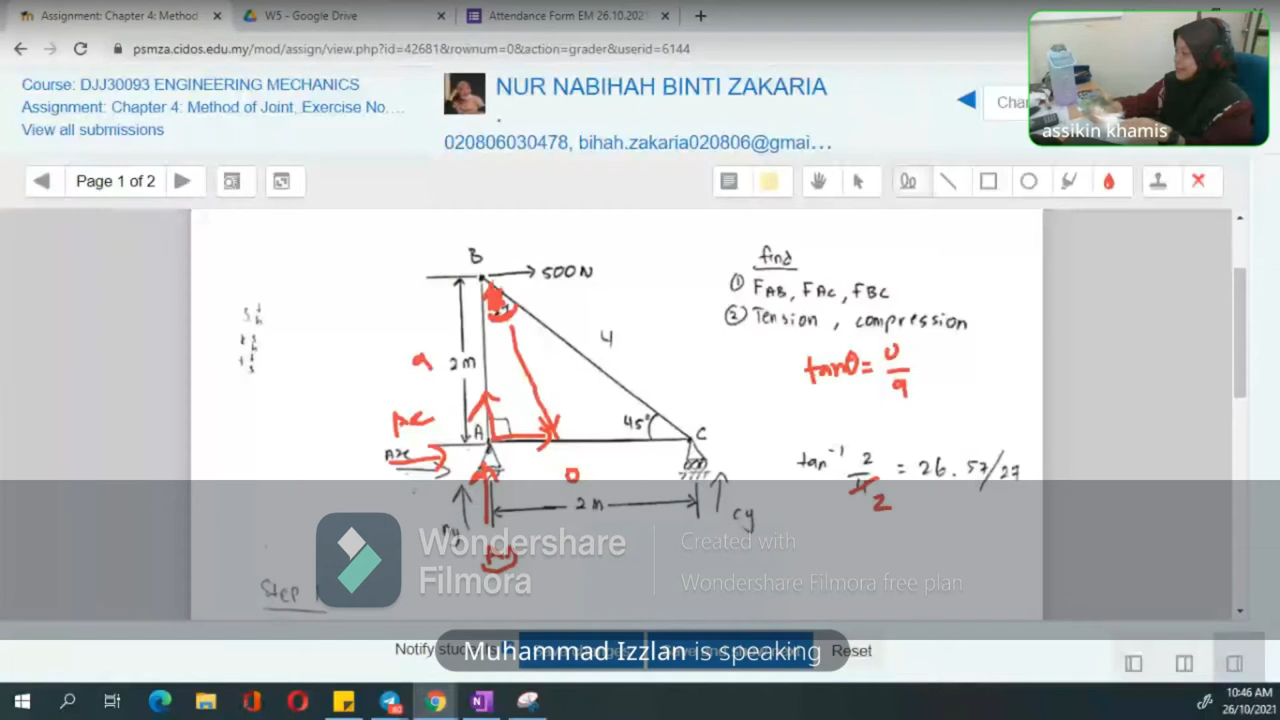 Assignment: Chapter 4: Method
W5 - Google Drive
Attendance Form EM 26.10.2021
psmza.cidos.edu.my/mod/assign/view.php?id=42681&rownum=0&action=grader&userid=6144
Course: DJJ30093 ENGINEERING MECHANICS
Assignment: Chapter 4: Method of Joint, Exercise No....
View all submissions
NUR NABIHAH BINTI ZAKARIA
020806030478, bihah.zakaria020806@gmai...
Chan
assikin khamis
Page 1 of 2
B
500N
find
① FAB, FAC, FBC
② Tension, compression
tanθ = o/a
4
a
2m
AC
A
45°
C
Ax
tan⁻¹ 2/2 = 26.57/27
o
2m
Cy
Step 1
Wondershare
Filmora
Created with
Wondershare Filmora free plan
Muhammad Izzlan is speaking
Reset
10:46 AM
26/10/2021